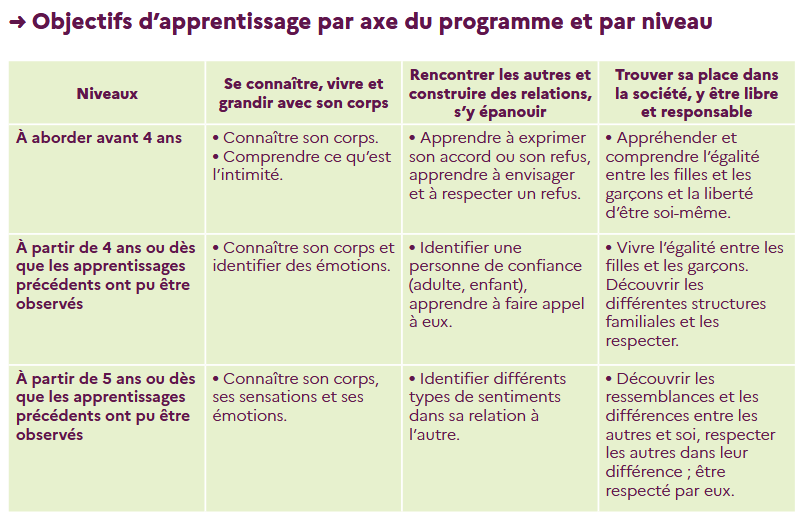 ➜ Objectifs d’apprentissage par axe du programme et par niveau
Niveaux
Se connaître, vivre et
grandir avec son corps
Rencontrer les autres et
construire des relations,
s’y épanouir
Trouver sa place dans
la société, y être libre
et responsable
À aborder avant 4 ans
• Connaître son corps.
• Comprendre ce qu’est
l’intimité.
• Apprendre à exprimer
son accord ou son refus,
apprendre à envisager
et à respecter un refus.
• Appréhender et
comprendre l’égalité
entre les filles et les
garçons et la liberté
d’être soi-même.
À partir de 4 ans ou dès
que les apprentissages
précédents ont pu être
observés
• Connaître son corps et
identifier des émotions.
• Identifier une
personne de confiance
(adulte, enfant),
apprendre à faire appel
à eux.
• Vivre l’égalité entre les
filles et les garçons.
Découvrir les
différentes structures
familiales et les
respecter.
À partir de 5 ans ou dès
que les apprentissages
précédents ont pu être
observés
• Connaître son corps,
ses sensations et ses
émotions.
• Identifier différents
types de sentiments
dans sa relation à
l’autre.
• Découvrir les
ressemblances et les
différences entre les
autres et soi, respecter
les autres dans leur
différence ; être
respecté par eux.